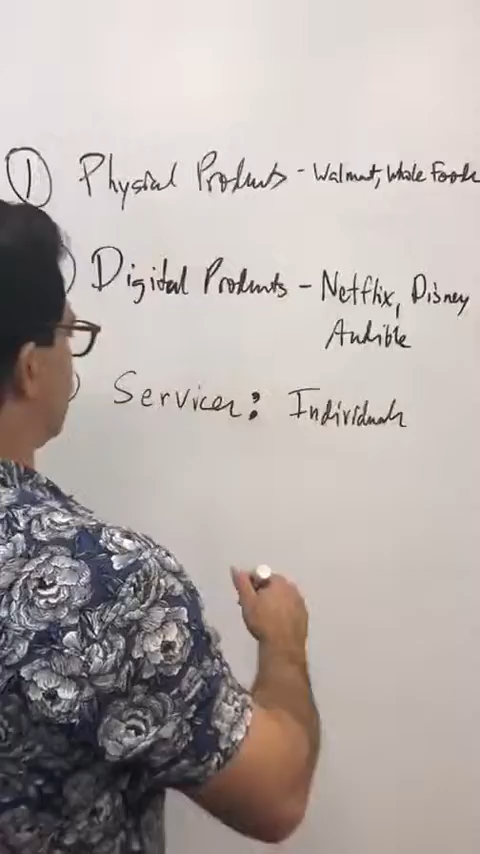 1 Physical Products - Walmart, Whole Foods
Digital Products - Netflix, Disney
Audible
Services: Individuals